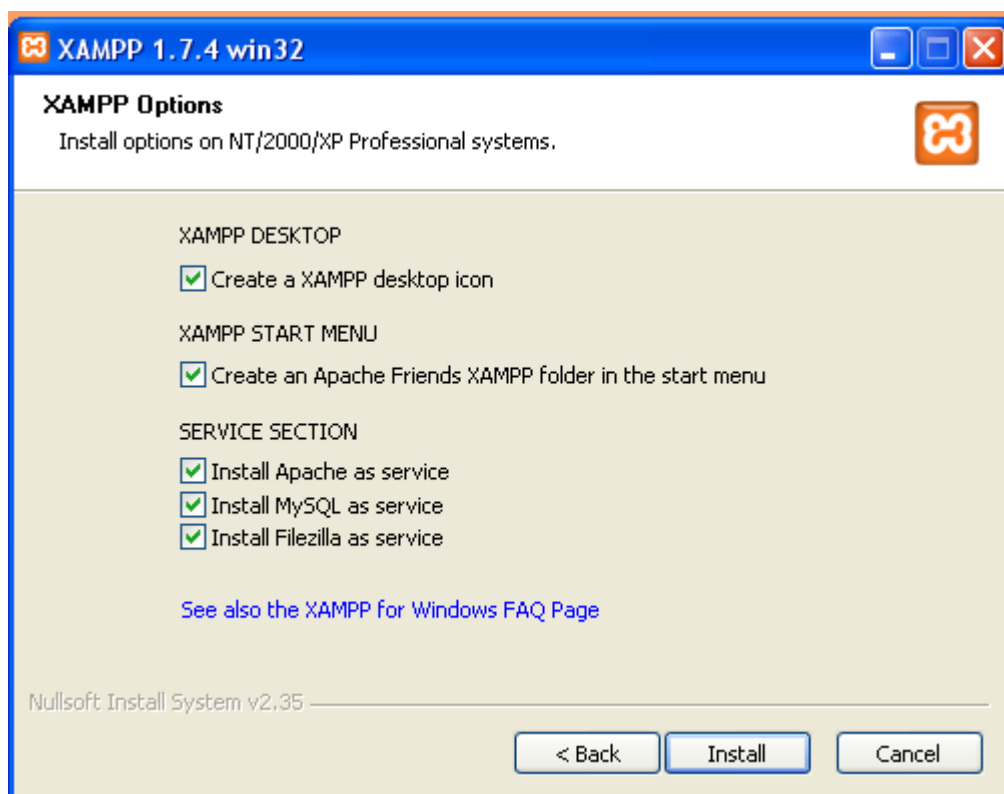 XAMPP 1.7.4 win32
XAMPP Options
Install options on NT/2000/XP Professional systems.
XAMPP DESKTOP
Create a XAMPP desktop icon
XAMPP START MENU
Create an Apache Friends XAMPP folder in the start menu
SERVICE SECTION
Install Apache as service
Install MySQL as service
Install Filezilla as service
See also the XAMPP for Windows FAQ Page
Nullsoft Install System v2.35
< Back Install Cancel